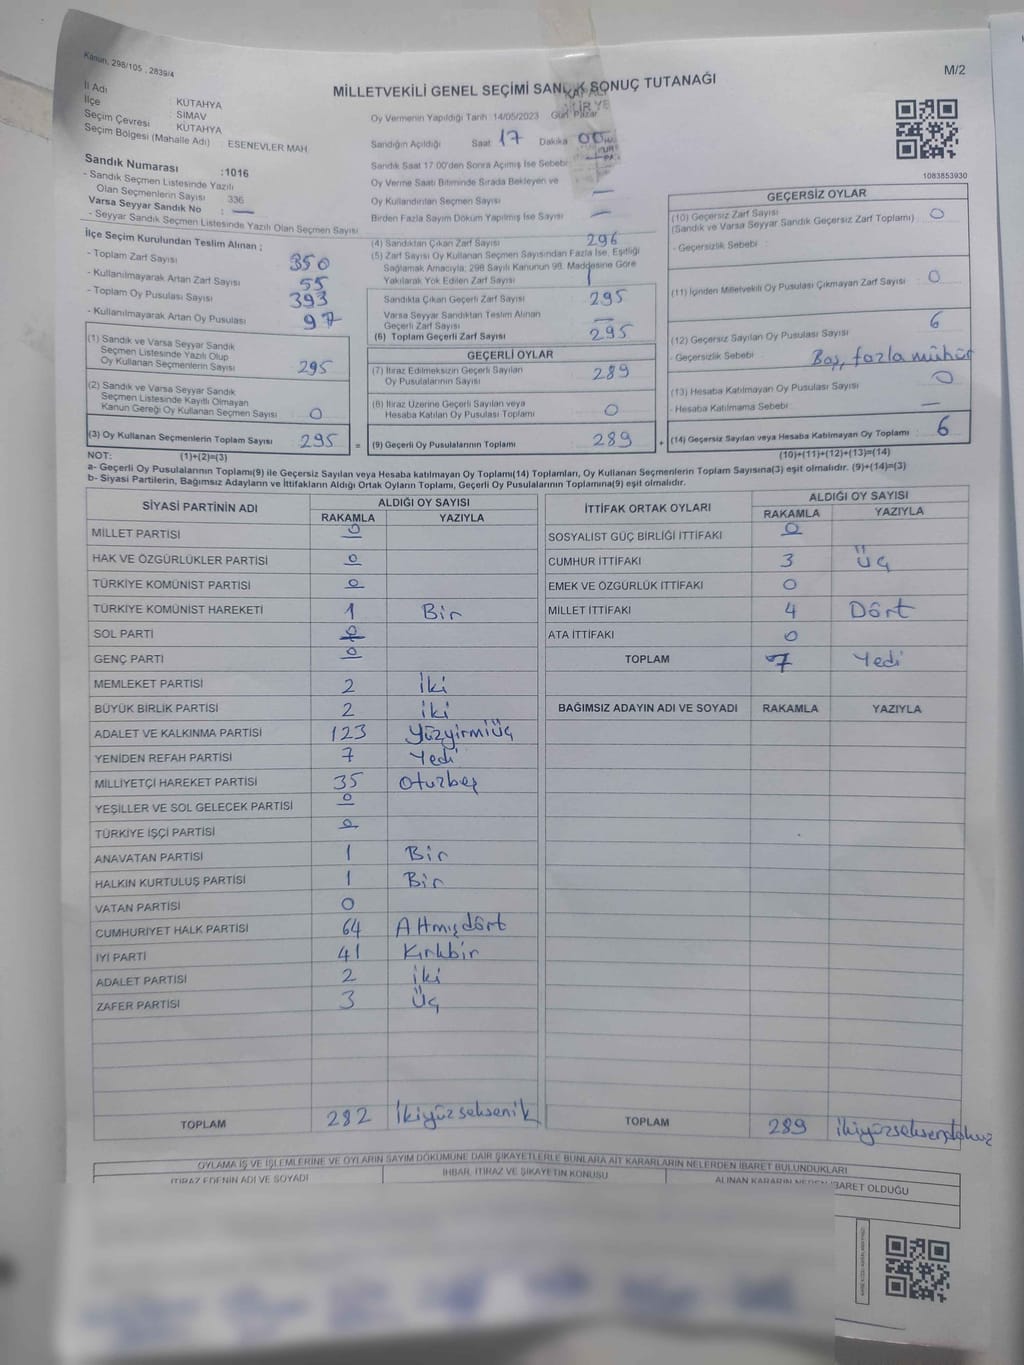 Kanun, 298/105 , 2839/4
M/2
MİLLETVEKİLİ GENEL SEÇİMİ SANDIK SONUÇ TUTANAĞI
İl Adı : KÜTAHYA
İlçe : SİMAV
Seçim Çevresi : KÜTAHYA
Seçim Bölgesi (Mahalle Adı) : ESENEVLER MAH
Oy Vermenin Yapıldığı Tarih :14/05/2023 Gün: Pazar
Sandığın Açıldığı Saat 17 Dakika 00
Sandık Saat 17.00'den Sonra Açılmış İse Sebebi:
Oy Verme Saati Bitiminde Sırada Bekleyen ve
Oy Kullandırılan Seçmen Sayısı —
Birden Fazla Sayım Döküm Yapılmış İse Sayısı —
Sandık Numarası :1016
- Sandık Seçmen Listesinde Yazılı
Olan Seçmenlerin Sayısı 336
Varsa Seyyar Sandık No : —
- Seyyar Sandık Seçmen Listesinde Yazılı Olan Seçmen Sayısı
1083853930
İlçe Seçim Kurulundan Teslim Alınan ;
- Toplam Zarf Sayısı 350
- Kullanılmayarak Artan Zarf Sayısı 55
- Toplam Oy Pusulası Sayısı 393
- Kullanılmayarak Artan Oy Pusulası 97
(4) Sandıktan Çıkan Zarf Sayısı 296
(5) Zarf Sayısı Oy Kullanan Seçmen Sayısından Fazla İse, Eşitliği
Sağlamak Amacıyla; 298 Sayılı Kanunun 98. Maddesine Göre
Yakılarak Yok Edilen Zarf Sayısı 1
Sandıkta Çıkan Geçerli Zarf Sayısı 295
Varsa Seyyar Sandıktan Teslim Alınan
Geçerli Zarf Sayısı —
(6) Toplam Geçerli Zarf Sayısı 295
GEÇERSİZ OYLAR
(10) Geçersiz Zarf Sayısı
(Sandık ve Varsa Seyyar Sandık Geçersiz Zarf Toplamı) : 0
- Geçersizlik Sebebi :
(11) İçinden Milletvekili Oy Pusulası Çıkmayan Zarf Sayısı : 0
(12) Geçersiz Sayılan Oy Pusulası Sayısı : 6
- Geçersizlik Sebebi : Boş, fazla mühür
(13) Hesaba Katılmayan Oy Pusulası Sayısı : 0
- Hesaba Katılmama Sebebi : —
(14) Geçersiz Sayılan veya Hesaba Katılmayan Oy Toplamı : 6
(1) Sandık ve Varsa Seyyar Sandık
Seçmen Listesinde Yazılı Olup
Oy Kullanan Seçmenlerin Sayısı 295
(2) Sandık ve Varsa Seyyar Sandık
Seçmen Listesinde Kayıtlı Olmayan
Kanun Gereği Oy Kullanan Seçmen Sayısı 0
(3) Oy Kullanan Seçmenlerin Toplam Sayısı 295 =
GEÇERLİ OYLAR
(7) İtiraz Edilmeksizin Geçerli Sayılan
Oy Pusulalarının Sayısı 289
(8) İtiraz Üzerine Geçerli Sayılan veya
Hesaba Katılan Oy Pusulası Toplamı 0
(9) Geçerli Oy Pusulalarının Toplamı 289 +
NOT: (1)+(2)=(3) (10)+(11)+(12)+(13)=(14)
a- Geçerli Oy Pusulalarının Toplamı(9) ile Geçersiz Sayılan veya Hesaba katılmayan Oy Toplamı(14) Toplamları, Oy Kullanan Seçmenlerin Toplam Sayısına(3) eşit olmalıdır. (9)+(14)=(3)
b- Siyasi Partilerin, Bağımsız Adayların ve İttifakların Aldığı Ortak Oyların Toplamı, Geçerli Oy Pusulalarının Toplamına(9) eşit olmalıdır.
SİYASİ PARTİNİN ADI ALDIĞI OY SAYISI
RAKAMLA YAZIYLA
MİLLET PARTİSİ 0
HAK VE ÖZGÜRLÜKLER PARTİSİ 0
TÜRKİYE KOMÜNİST PARTİSİ 0
TÜRKİYE KOMÜNİST HAREKETİ 1 Bir
SOL PARTİ 0
GENÇ PARTİ 0
MEMLEKET PARTİSİ 2 iki
BÜYÜK BİRLİK PARTİSİ 2 iki
ADALET VE KALKINMA PARTİSİ 123 Yüzyirmiüç
YENİDEN REFAH PARTİSİ 7 Yedi
MİLLİYETÇİ HAREKET PARTİSİ 35 Otuzbeş
YEŞİLLER VE SOL GELECEK PARTİSİ 0
TÜRKİYE İŞÇİ PARTİSİ 0
ANAVATAN PARTİSİ 1 Bir
HALKIN KURTULUŞ PARTİSİ 1 Bir
VATAN PARTİSİ 0
CUMHURİYET HALK PARTİSİ 64 Altmışdört
İYİ PARTİ 41 Kırkbir
ADALET PARTİSİ 2 iki
ZAFER PARTİSİ 3 Üç
TOPLAM 282 İkiyüzseksenik
İTTİFAK ORTAK OYLARI ALDIĞI OY SAYISI
RAKAMLA YAZIYLA
SOSYALİST GÜÇ BİRLİĞİ İTTİFAKI 0
CUMHUR İTTİFAKI 3 Üç
EMEK VE ÖZGÜRLÜK İTTİFAKI 0
MİLLET İTTİFAKI 4 Dört
ATA İTTİFAKI 0
TOPLAM 7 Yedi
BAĞIMSIZ ADAYIN ADI VE SOYADI RAKAMLA YAZIYLA
TOPLAM 289 ikiyüzseksendokuz
OYLAMA İŞ VE İŞLEMLERİNE VE OYLARIN SAYIM DÖKÜMÜNE DAİR ŞİKAYETLERLE BUNLARA AİT KARARLARIN NELERDEN İBARET BULUNDUKLARI
İTİRAZ EDENİN ADI VE SOYADI İHBAR, İTİRAZ VE ŞİKAYETİN KONUSU ALINAN KARARIN NEDEN İBARET OLDUĞU